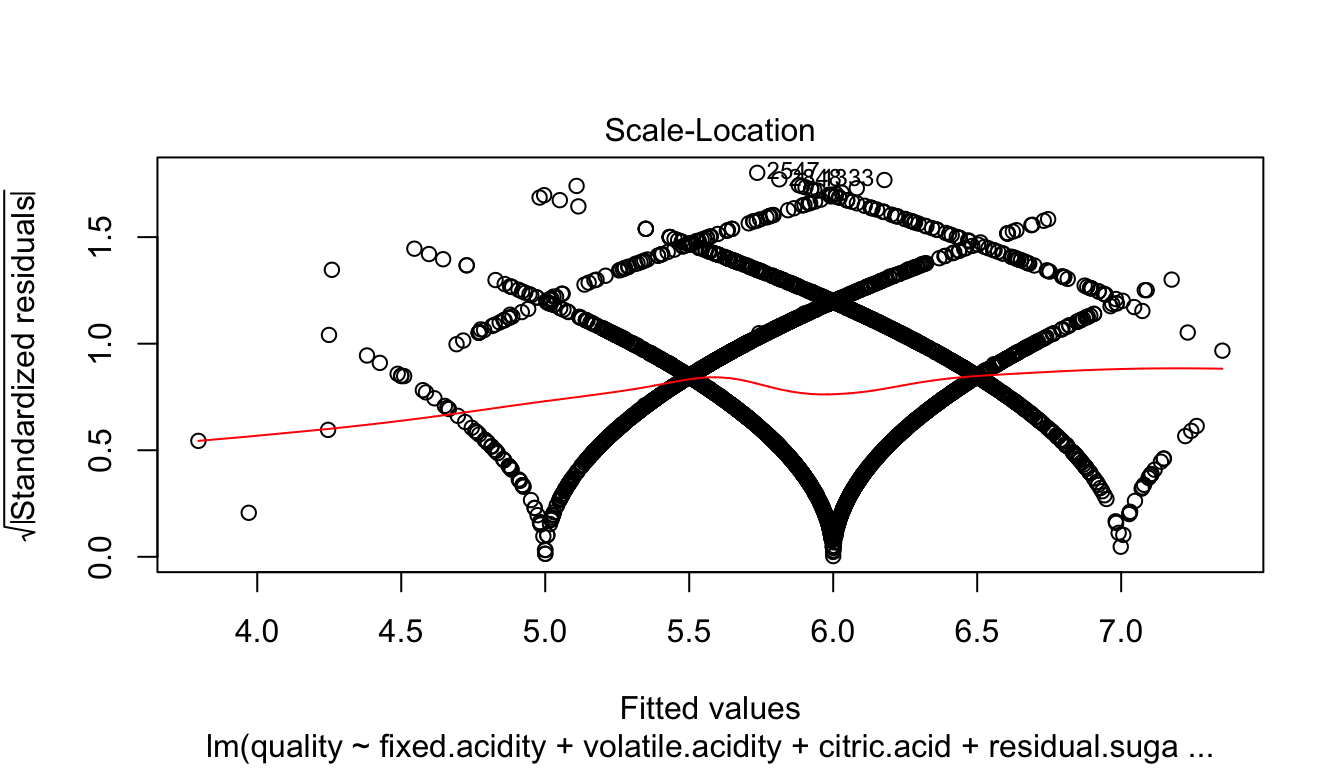 Scale-Location
√|Standardized residuals|
1.5
1.0
0.5
0.0
2547
4.0 4.5 5.0 5.5 6.0 6.5 7.0
Fitted values
lm(quality ~ fixed.acidity + volatile.acidity + citric.acid + residual.suga ...